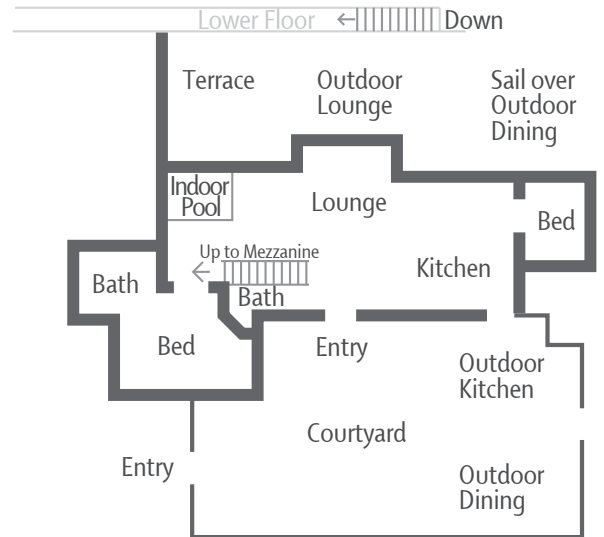 Lower Floor
Down
Terrace
Outdoor
Lounge
Sail over
Outdoor
Dining
Indoor
Pool
Lounge
Bed
Up to Mezzanine
Kitchen
Bath
Bath
Bed
Entry
Outdoor
Kitchen
Courtyard
Entry
Outdoor
Dining